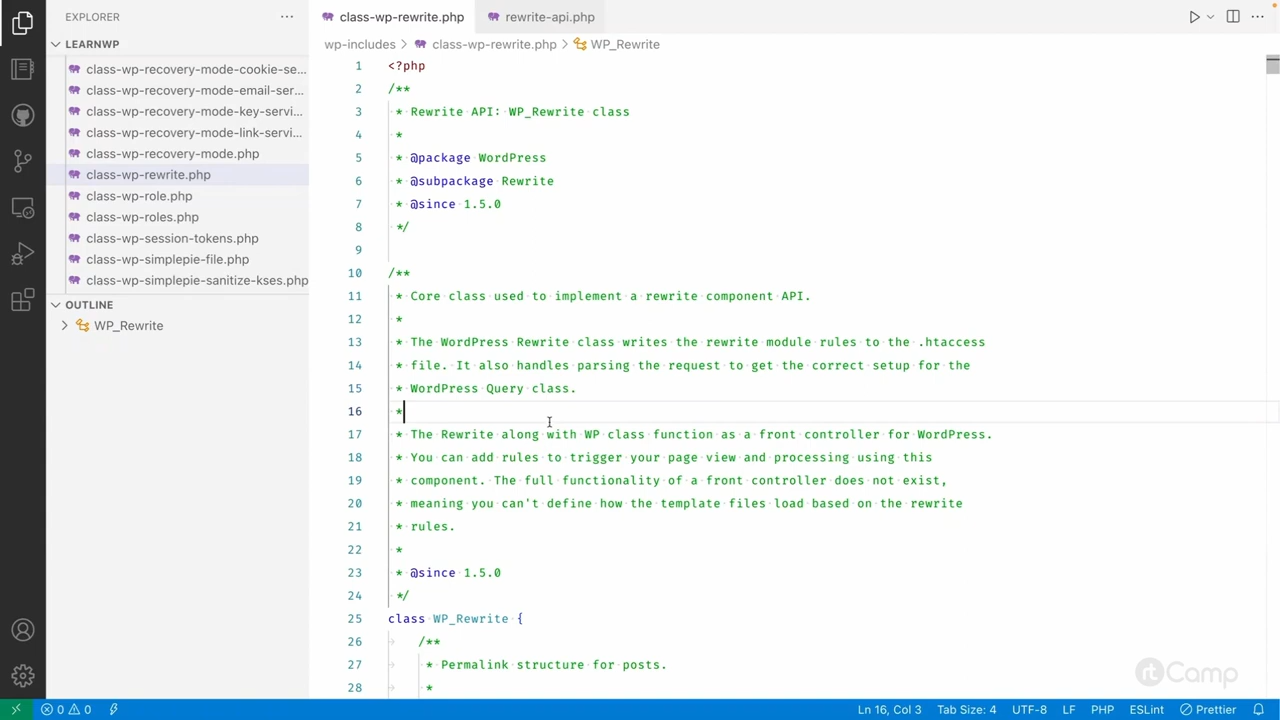 EXPLORER
LEARNWP
class-wp-recovery-mode-cookie-se...
class-wp-recovery-mode-email-ser...
class-wp-recovery-mode-key-servi...
class-wp-recovery-mode-link-servi...
class-wp-recovery-mode.php
class-wp-rewrite.php
class-wp-role.php
class-wp-roles.php
class-wp-session-tokens.php
class-wp-simplepie-file.php
class-wp-simplepie-sanitize-kses.php
OUTLINE
WP_Rewrite
class-wp-rewrite.php
rewrite-api.php
wp-includes > class-wp-rewrite.php > WP_Rewrite
1 <?php
2 /**
3 * Rewrite API: WP_Rewrite class
4 *
5 * @package WordPress
6 * @subpackage Rewrite
7 * @since 1.5.0
8 */
9
10 /**
11 * Core class used to implement a rewrite component API.
12 *
13 * The WordPress Rewrite class writes the rewrite module rules to the .htaccess
14 * file. It also handles parsing the request to get the correct setup for the
15 * WordPress Query class.
16 *
17 * The Rewrite along with WP class function as a front controller for WordPress.
18 * You can add rules to trigger your page view and processing using this
19 * component. The full functionality of a front controller does not exist,
20 * meaning you can't define how the template files load based on the rewrite
21 * rules.
22 *
23 * @since 1.5.0
24 */
25 class WP_Rewrite {
26 /**
27 * Permalink structure for posts.
28 *
rtCamp
0 0 Ln 16, Col 3 Tab Size: 4 UTF-8 LF PHP ESLint Prettier